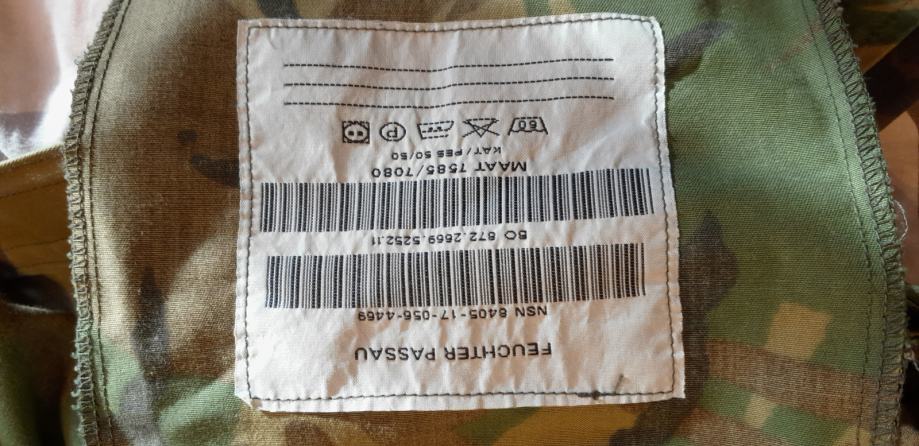 FEUCHTER PASSAU
NSN 8405-17-056-4469
BO 872.2669.5252.11
MAAT 7585/7080
KAT/PES 50/50
60 P